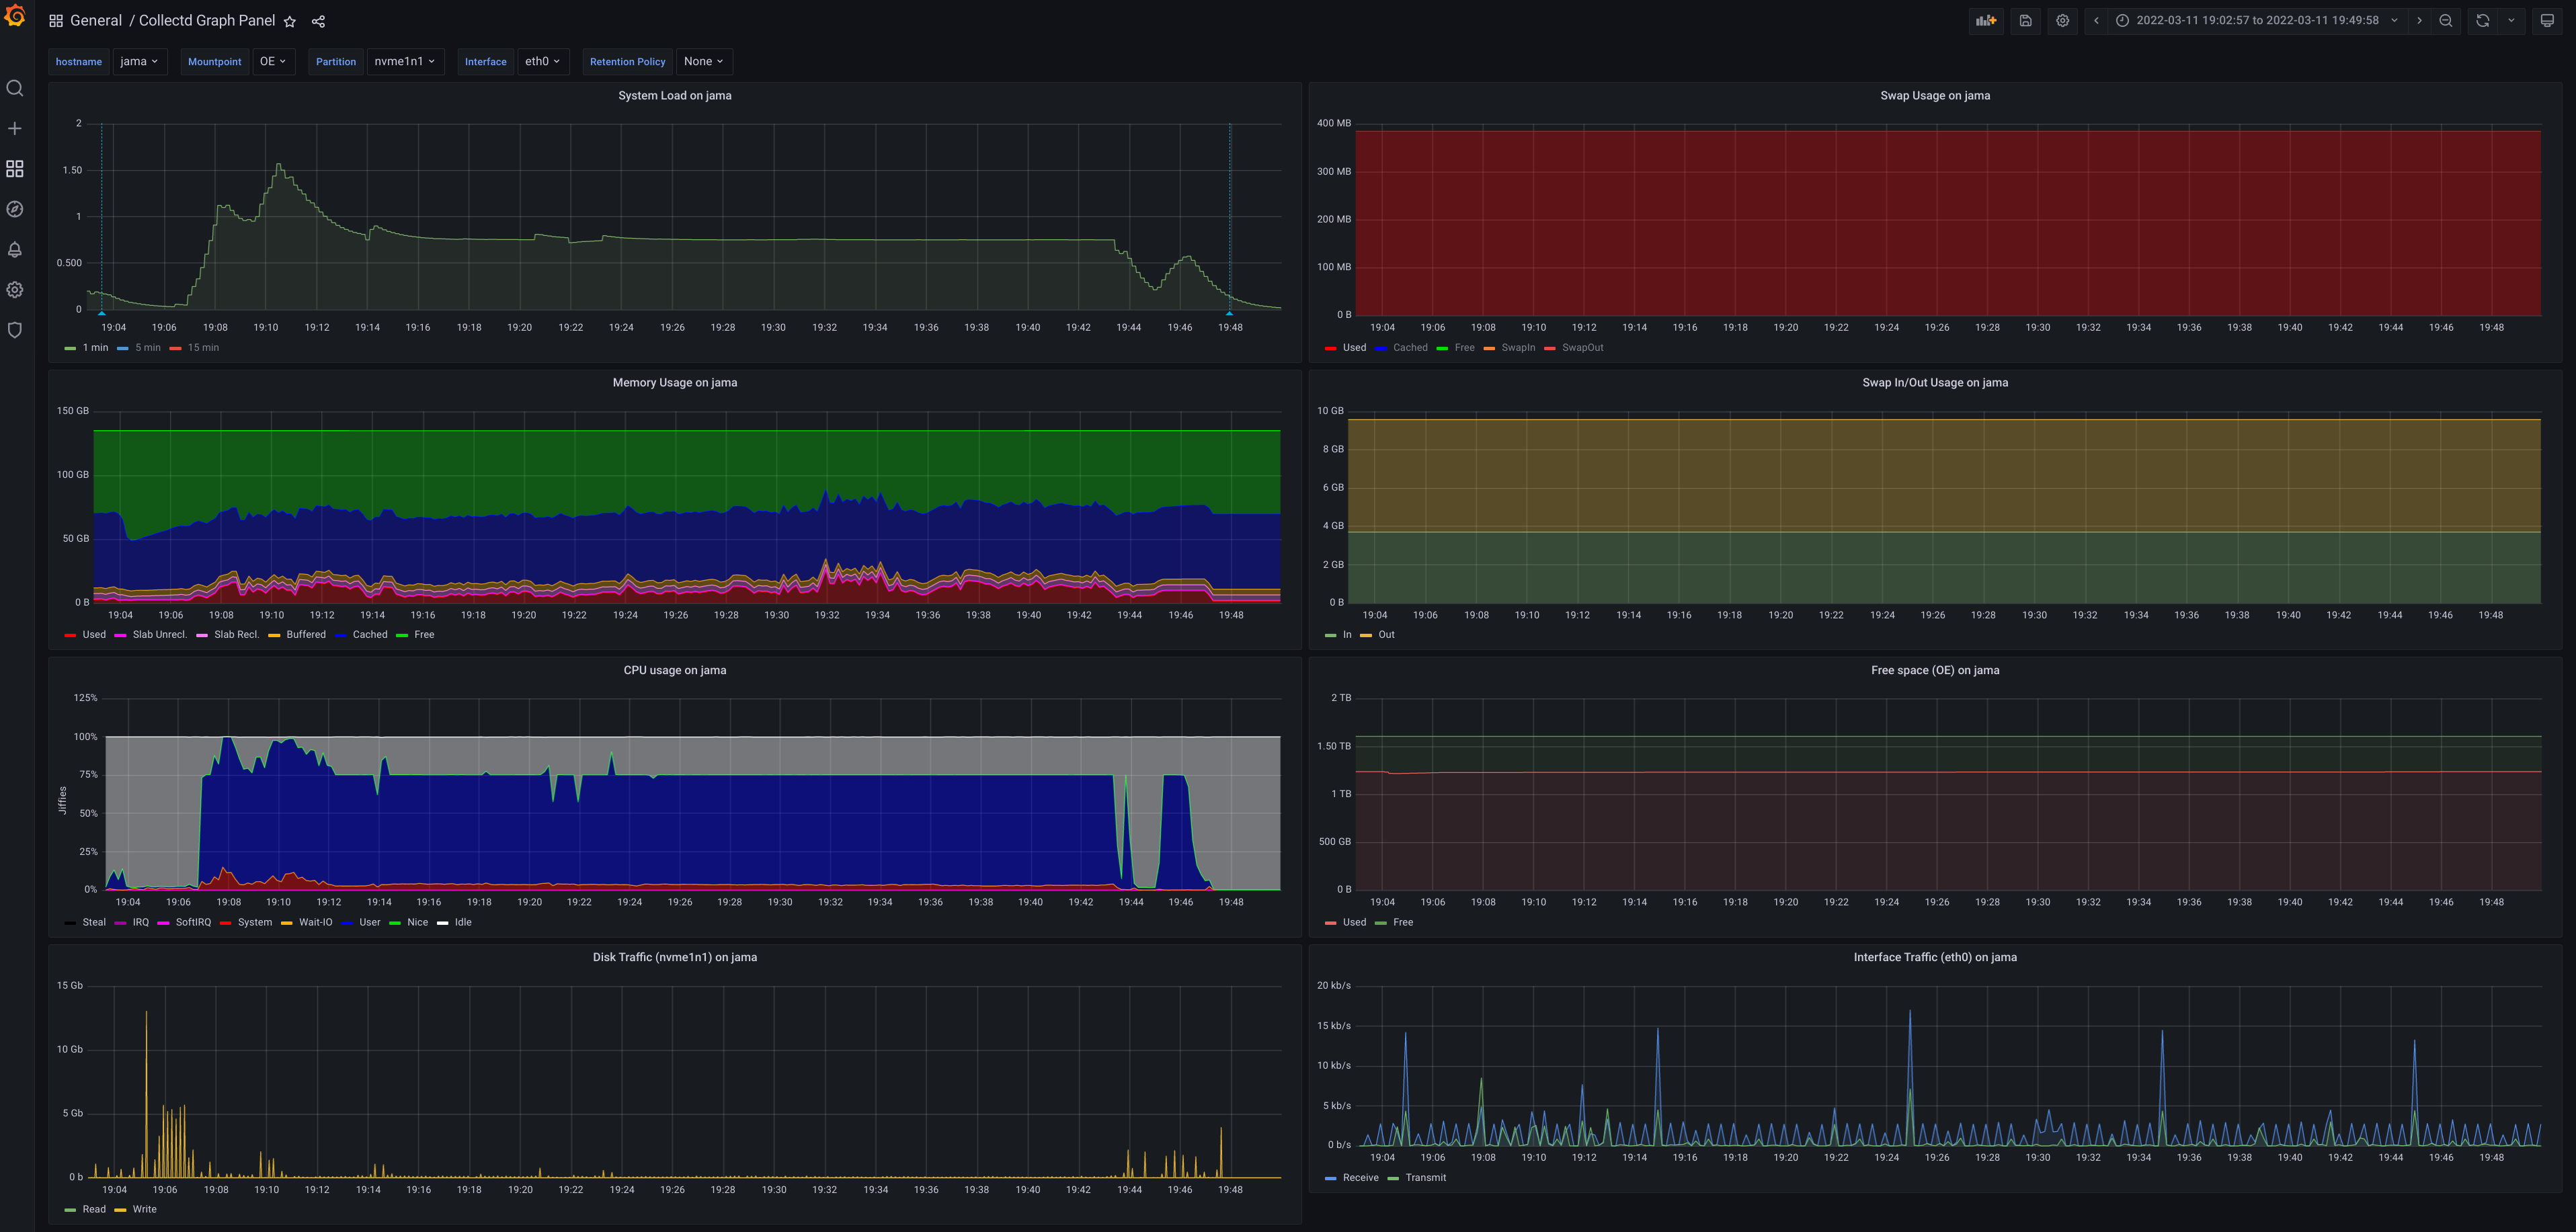 General / Collectd Graph Panel
2022-03-11 19:02:57 to 2022-03-11 19:49:58
hostname jama Mountpoint OE Partition nvme1n1 Interface eth0 Retention Policy None
System Load on jama
2
1.50
1
0.500
0
19:04 19:06 19:08 19:10 19:12 19:14 19:16 19:18 19:20 19:22 19:24 19:26 19:28 19:30 19:32 19:34 19:36 19:38 19:40 19:42 19:44 19:46 19:48
1 min 5 min 15 min
Swap Usage on jama
400 MB
300 MB
200 MB
100 MB
0 B
19:04 19:06 19:08 19:10 19:12 19:14 19:16 19:18 19:20 19:22 19:24 19:26 19:28 19:30 19:32 19:34 19:36 19:38 19:40 19:42 19:44 19:46 19:48
Used Cached Free SwapIn SwapOut
Memory Usage on jama
150 GB
100 GB
50 GB
0 B
19:04 19:06 19:08 19:10 19:12 19:14 19:16 19:18 19:20 19:22 19:24 19:26 19:28 19:30 19:32 19:34 19:36 19:38 19:40 19:42 19:44 19:46 19:48
Used Slab Unrecl. Slab Recl. Buffered Cached Free
Swap In/Out Usage on jama
10 GB
8 GB
6 GB
4 GB
2 GB
0 B
19:04 19:06 19:08 19:10 19:12 19:14 19:16 19:18 19:20 19:22 19:24 19:26 19:28 19:30 19:32 19:34 19:36 19:38 19:40 19:42 19:44 19:46 19:48
In Out
CPU usage on jama
Jiffies
125%
100%
75%
50%
25%
0%
19:04 19:06 19:08 19:10 19:12 19:14 19:16 19:18 19:20 19:22 19:24 19:26 19:28 19:30 19:32 19:34 19:36 19:38 19:40 19:42 19:44 19:46 19:48
Steal IRQ SoftIRQ System Wait-IO User Nice Idle
Free space (OE) on jama
2 TB
1.50 TB
1 TB
500 GB
0 B
19:04 19:06 19:08 19:10 19:12 19:14 19:16 19:18 19:20 19:22 19:24 19:26 19:28 19:30 19:32 19:34 19:36 19:38 19:40 19:42 19:44 19:46 19:48
Used Free
Disk Traffic (nvme1n1) on jama
15 Gb
10 Gb
5 Gb
0 b
19:04 19:06 19:08 19:10 19:12 19:14 19:16 19:18 19:20 19:22 19:24 19:26 19:28 19:30 19:32 19:34 19:36 19:38 19:40 19:42 19:44 19:46 19:48
Read Write
Interface Traffic (eth0) on jama
20 kb/s
15 kb/s
10 kb/s
5 kb/s
0 b/s
19:04 19:06 19:08 19:10 19:12 19:14 19:16 19:18 19:20 19:22 19:24 19:26 19:28 19:30 19:32 19:34 19:36 19:38 19:40 19:42 19:44 19:46 19:48
Receive Transmit